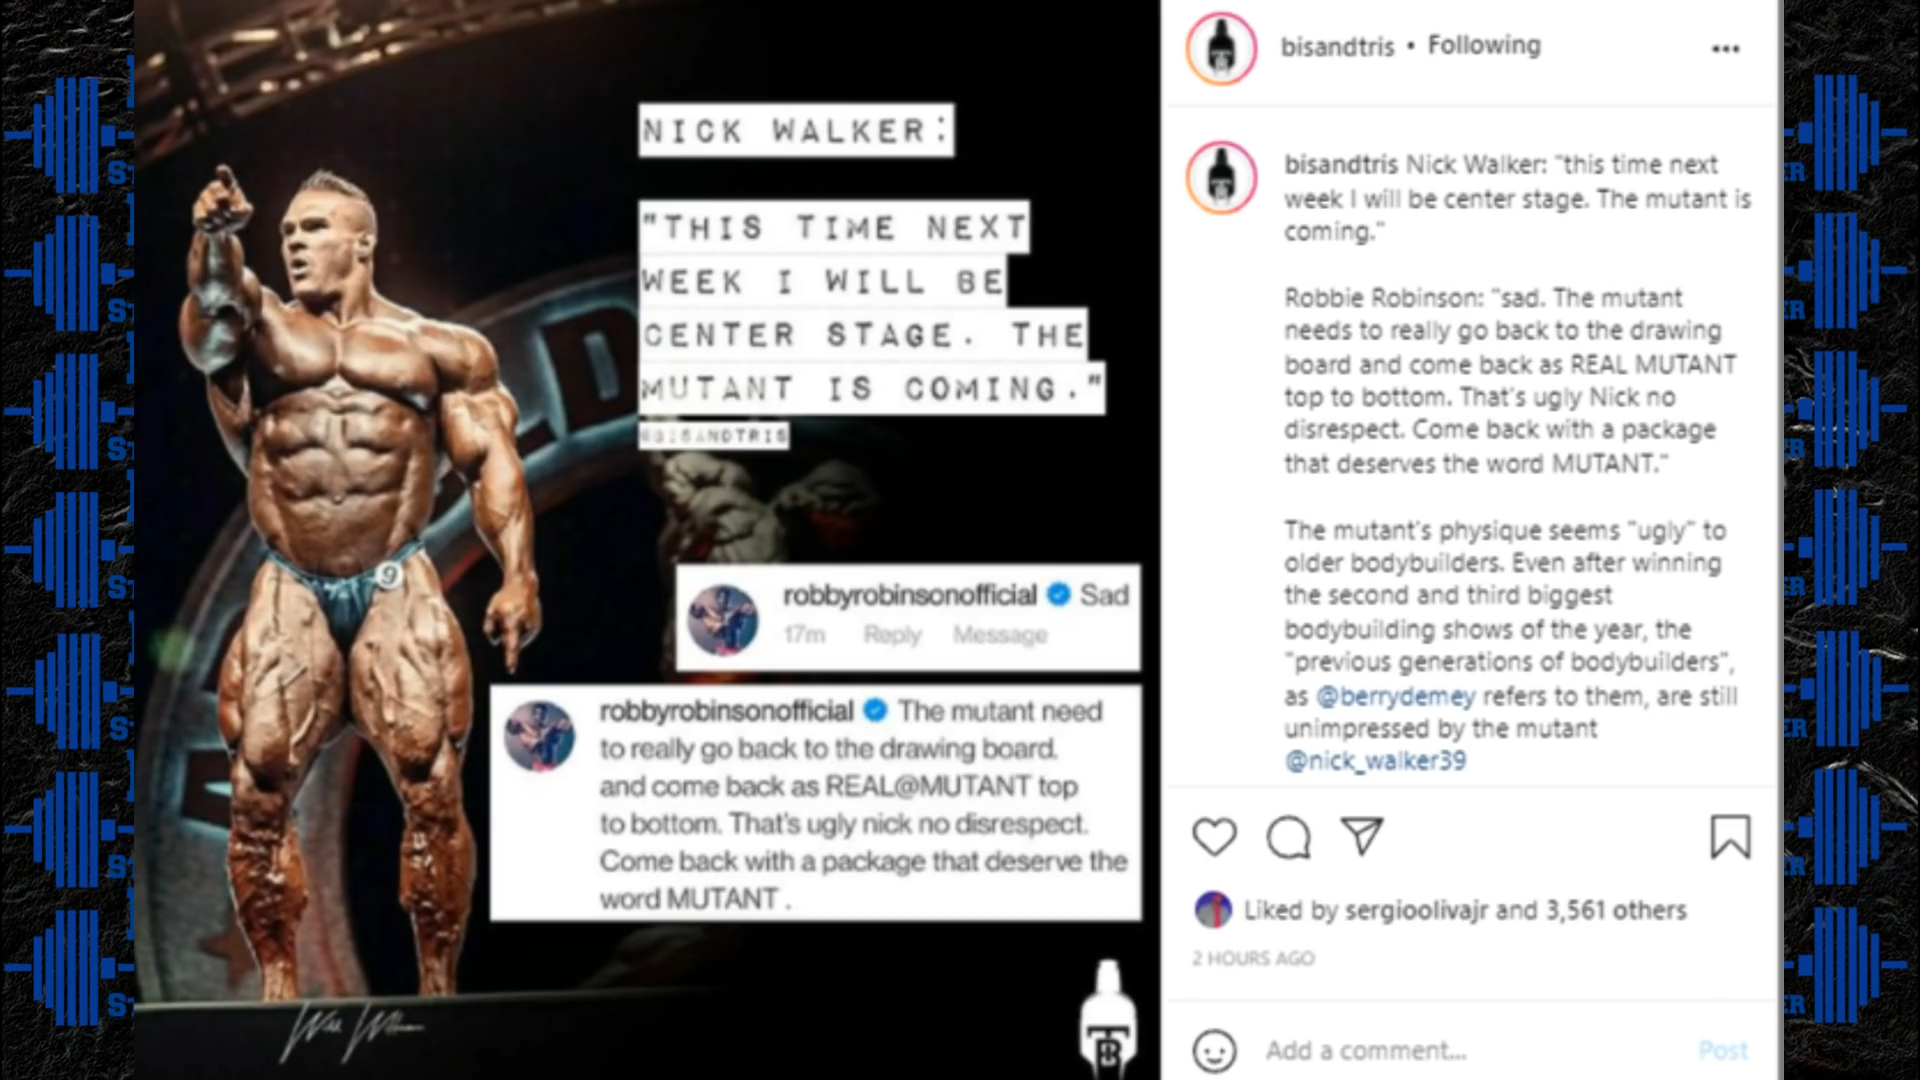 NICK WALKER:
"THIS TIME NEXT
WEEK I WILL BE
CENTER STAGE. THE
MUTANT IS COMING."
@BISANDTRIS
robbyrobinsonofficial Sad
17m Reply Message
robbyrobinsonofficial The mutant need
to really go back to the drawing board.
and come back as REAL@MUTANT top
to bottom. That's ugly nick no disrespect.
Come back with a package that deserve the
word MUTANT .
9
bisandtris • Following
bisandtris Nick Walker: "this time next
week I will be center stage. The mutant is
coming."
Robbie Robinson: "sad. The mutant
needs to really go back to the drawing
board and come back as REAL MUTANT
top to bottom. That's ugly Nick no
disrespect. Come back with a package
that deserves the word MUTANT."
The mutant's physique seems "ugly" to
older bodybuilders. Even after winning
the second and third biggest
bodybuilding shows of the year, the
"previous generations of bodybuilders",
as @berrydemey refers to them, are still
unimpressed by the mutant
@nick_walker39
Liked by sergioolivajr and 3,561 others
2 HOURS AGO
Add a comment...
Post